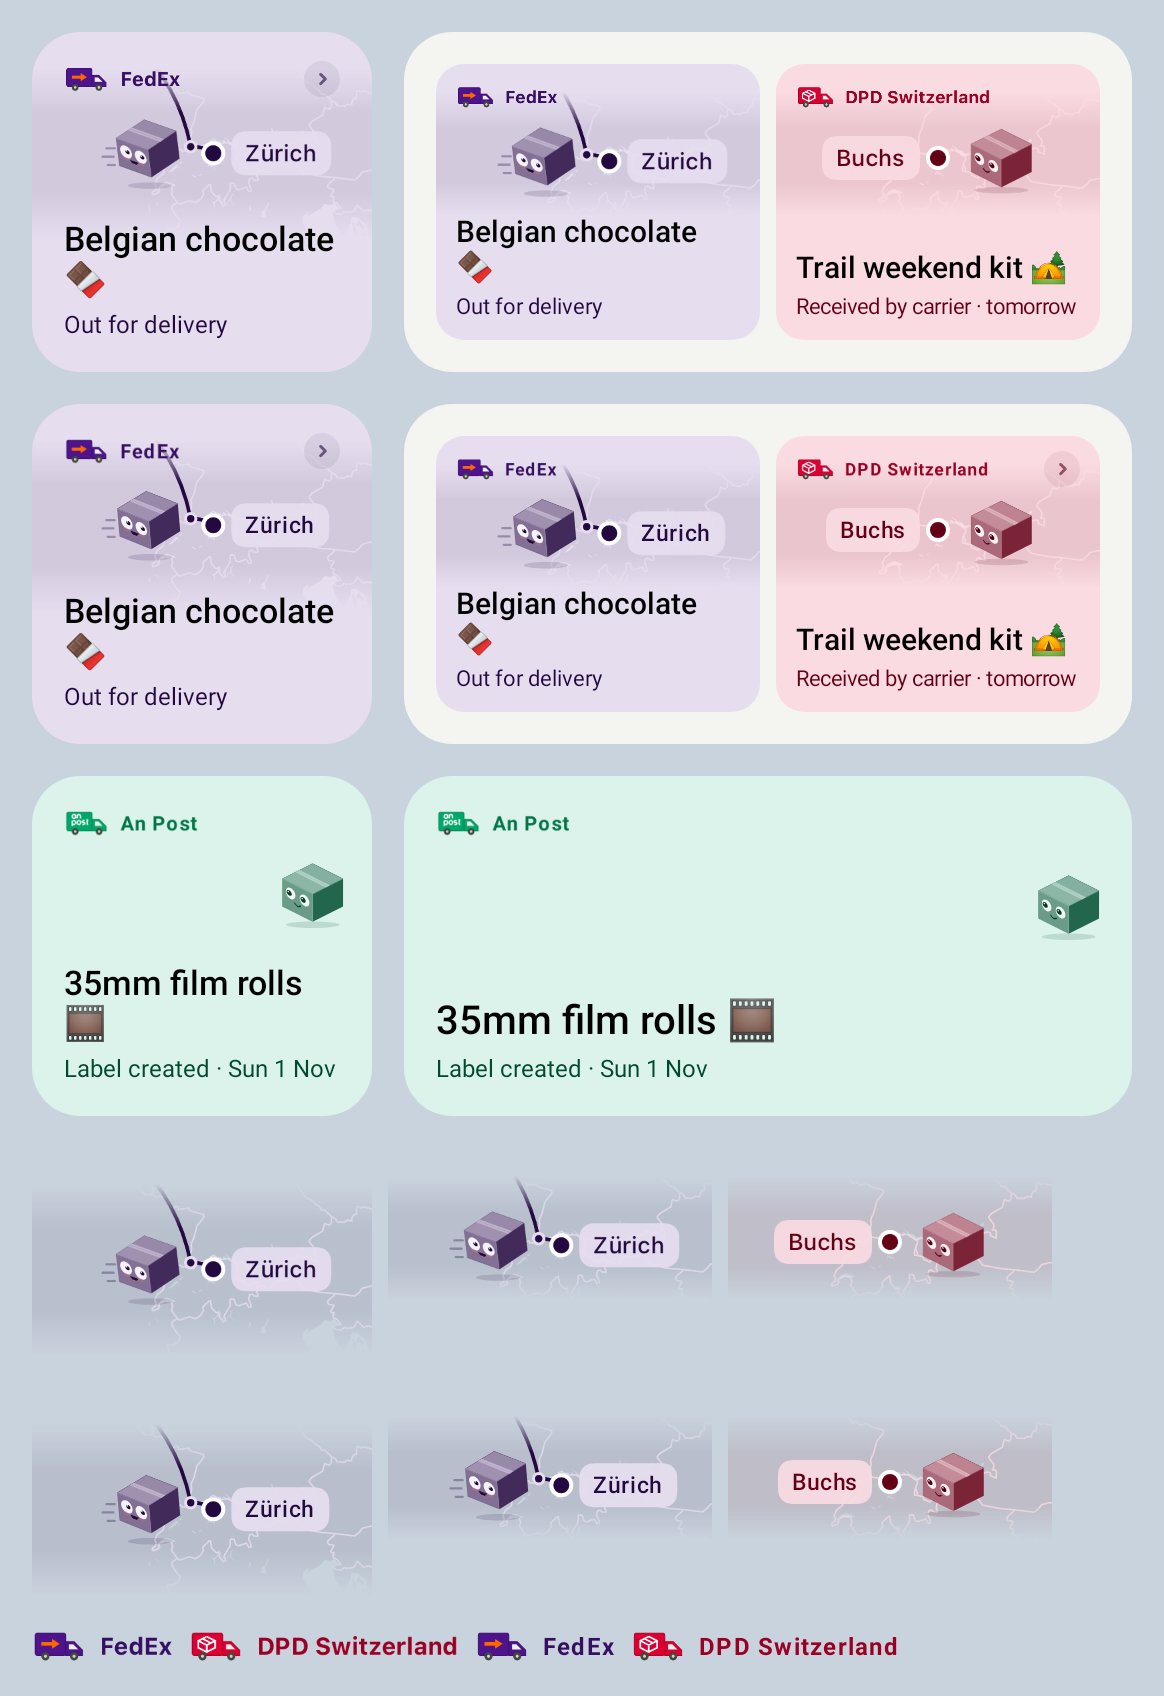 FedEx
Zürich
Belgian chocolate
🍫
Out for delivery
FedEx
Zürich
Belgian chocolate
🍫
Out for delivery
DPD Switzerland
Buchs
Trail weekend kit 🏕️
Received by carrier · tomorrow
FedEx
Zürich
Belgian chocolate
🍫
Out for delivery
FedEx
Zürich
Belgian chocolate
🍫
Out for delivery
DPD Switzerland
Buchs
Trail weekend kit 🏕️
Received by carrier · tomorrow
an post
An Post
35mm film rolls
🎞️
Label created · Sun 1 Nov
an post
An Post
35mm film rolls 🎞️
Label created · Sun 1 Nov
Zürich
Zürich
Buchs
Zürich
Zürich
Buchs
FedEx DPD Switzerland FedEx DPD Switzerland